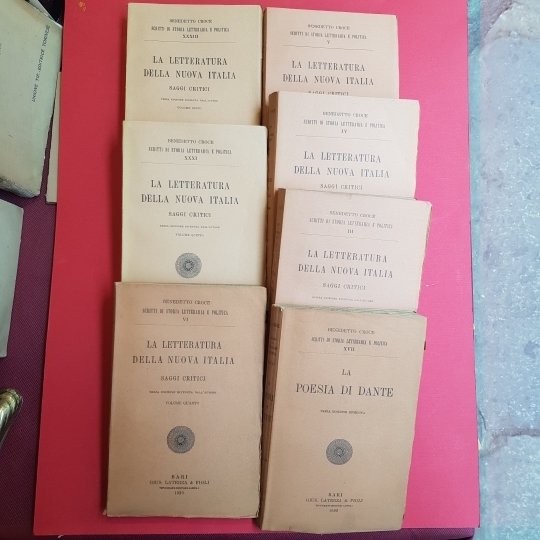 BENEDETTO CROCE
SCRITTI DI STORIA LETTERARIA E POLITICA
XXXIII
LA LETTERATURA
DELLA NUOVA ITALIA
SAGGI CRITICI
VOLUME SESTO
BENEDETTO CROCE
SCRITTI DI STORIA LETTERARIA E POLITICA
V
LA LETTERATURA
DELLA NUOVA ITALIA
SAGGI CRITICI
BENEDETTO CROCE
SCRITTI DI STORIA LETTERARIA E POLITICA
XXXI
LA LETTERATURA
DELLA NUOVA ITALIA
SAGGI CRITICI
VOLUME QUINTO
BENEDETTO CROCE
SCRITTI DI STORIA LETTERARIA E POLITICA
IV
LA LETTERATURA
DELLA NUOVA ITALIA
SAGGI CRITICI
BENEDETTO CROCE
SCRITTI DI STORIA LETTERARIA E POLITICA
III
LA LETTERATURA
DELLA NUOVA ITALIA
SAGGI CRITICI
BENEDETTO CROCE
SCRITTI DI STORIA LETTERARIA E POLITICA
VI
LA LETTERATURA
DELLA NUOVA ITALIA
SAGGI CRITICI
VOLUME QUARTO
BARI
GIUS. LATERZA & FIGLI
BENEDETTO CROCE
SCRITTI DI STORIA LETTERARIA E POLITICA
XVII
LA
POESIA DI DANTE
BARI
GIUS. LATERZA & FIGLI